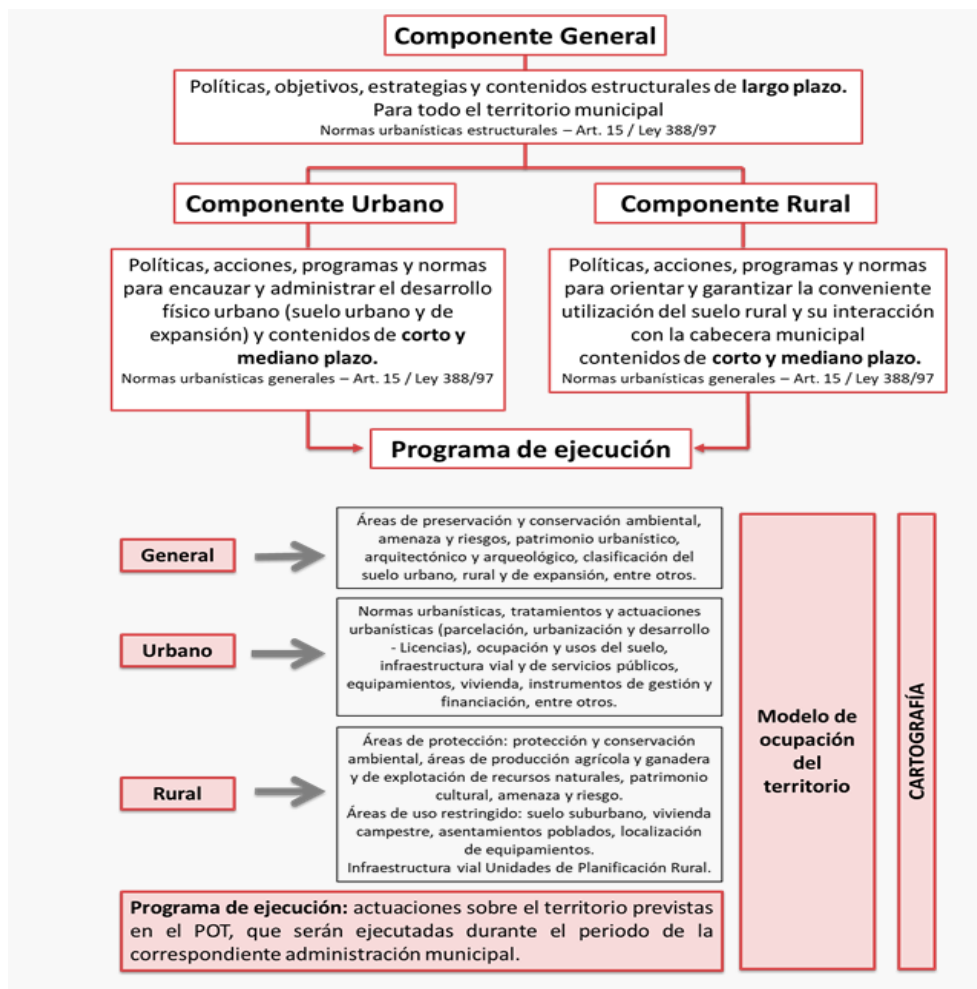 Componente General
Políticas, objetivos, estrategias y contenidos estructurales de largo plazo.
Para todo el territorio municipal
Normas urbanísticas estructurales – Art. 15 / Ley 388/97
Componente Urbano
Políticas, acciones, programas y normas
para encauzar y administrar el desarrollo
físico urbano (suelo urbano y de
expansión) y contenidos de corto y
mediano plazo.
Normas urbanísticas generales – Art. 15 / Ley 388/97
Componente Rural
Políticas, acciones, programas y normas
para orientar y garantizar la conveniente
utilización del suelo rural y su interacción
con la cabecera municipal
contenidos de corto y mediano plazo.
Normas urbanísticas generales – Art. 15 / Ley 388/97
Programa de ejecución
General
Áreas de preservación y conservación ambiental,
amenaza y riesgos, patrimonio urbanístico,
arquitectónico y arqueológico, clasificación del
suelo urbano, rural y de expansión, entre otros.
Urbano
Normas urbanísticas, tratamientos y actuaciones
urbanísticas (parcelación, urbanización y desarrollo
- Licencias), ocupación y usos del suelo,
infraestructura vial y de servicios públicos,
equipamientos, vivienda, instrumentos de gestión y
financiación, entre otros.
Rural
Áreas de protección: protección y conservación
ambiental, áreas de producción agrícola y ganadera
y de explotación de recursos naturales, patrimonio
cultural, amenaza y riesgo.
Áreas de uso restringido: suelo suburbano, vivienda
campestre, asentamientos poblados, localización
de equipamientos.
Infraestructura vial Unidades de Planificación Rural.
Programa de ejecución: actuaciones sobre el territorio previstas
en el POT, que serán ejecutadas durante el periodo de la
correspondiente administración municipal.
Modelo de
ocupación
del
territorio
CARTOGRAFÍA